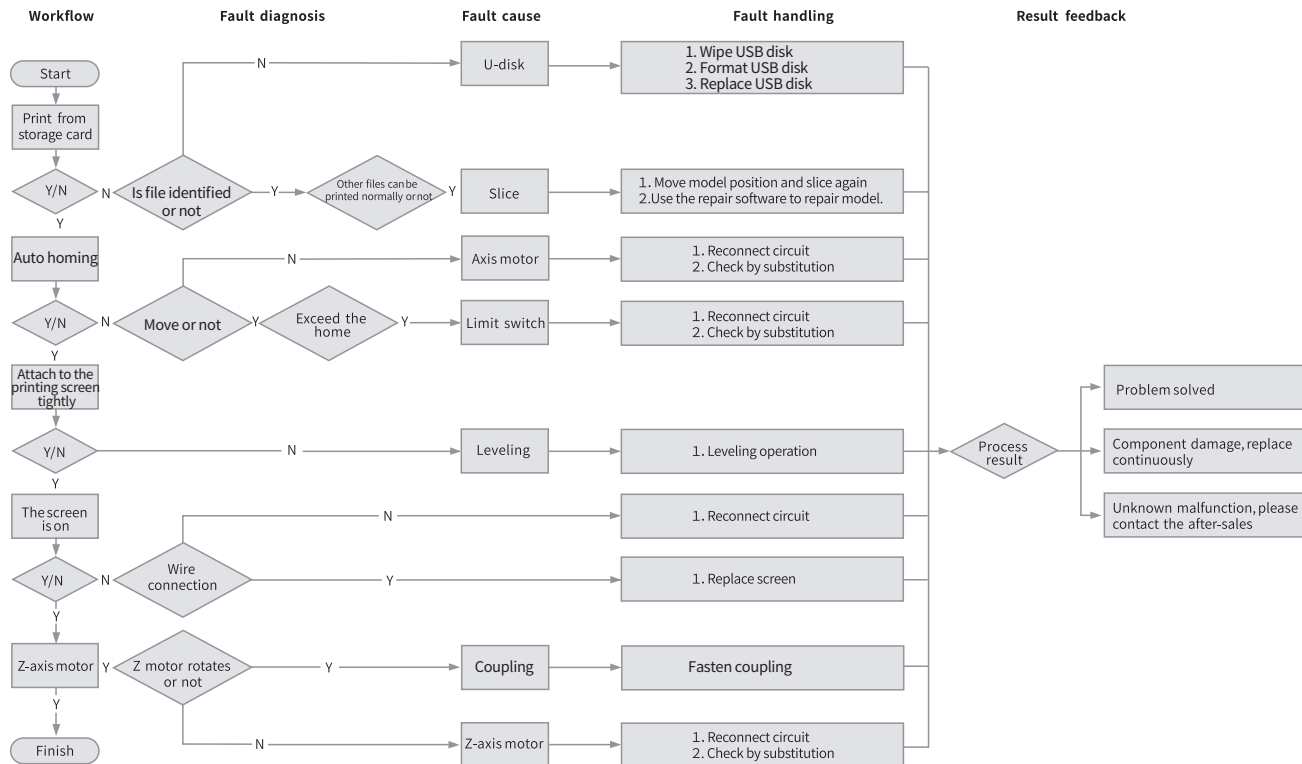 Workflow
Fault diagnosis
Fault cause
Fault handling
Result feedback
Start
Print from
storage card
Y/N
N
Is file identified
or not
N
U-disk
1. Wipe USB disk
2. Format USB disk
3. Replace USB disk
Y
Other files can be
printed normally or not
Y
Slice
1. Move model position and slice again
2.Use the repair software to repair model.
Y
Auto homing
Y/N
N
Move or not
N
Axis motor
1. Reconnect circuit
2. Check by substitution
Y
Exceed the
home
Y
Limit switch
1. Reconnect circuit
2. Check by substitution
Y
Attach to the
printing screen
tightly
Y/N
N
Leveling
1. Leveling operation
Y
The screen
is on
Y/N
N
Wire
connection
N
1. Reconnect circuit
Y
1. Replace screen
Y
Z-axis motor
Y
Z motor rotates
or not
Y
Coupling
Fasten coupling
N
Z-axis motor
1. Reconnect circuit
2. Check by substitution
Y
Finish
Process
result
Problem solved
Component damage, replace
continuously
Unknown malfunction, please
contact the after-sales